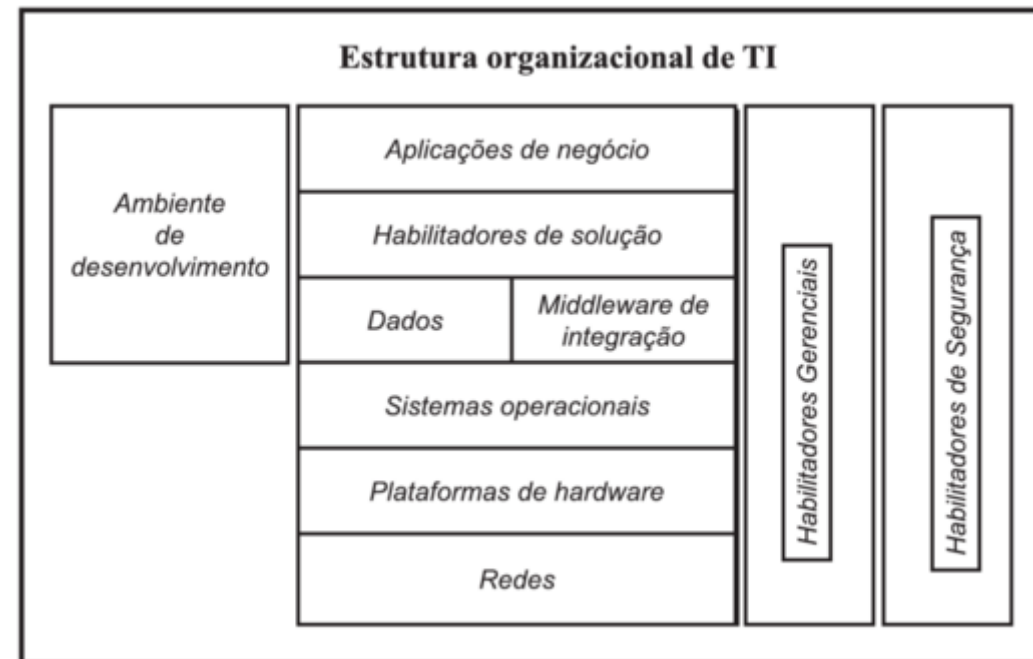 Estrutura organizacional de TI
Ambiente
de
desenvolvimento
Aplicações de negócio
Habilitadores de solução
Dados
Middleware de
integração
Sistemas operacionais
Plataformas de hardware
Redes
Habilitadores Gerenciais
Habilitadores de Segurança